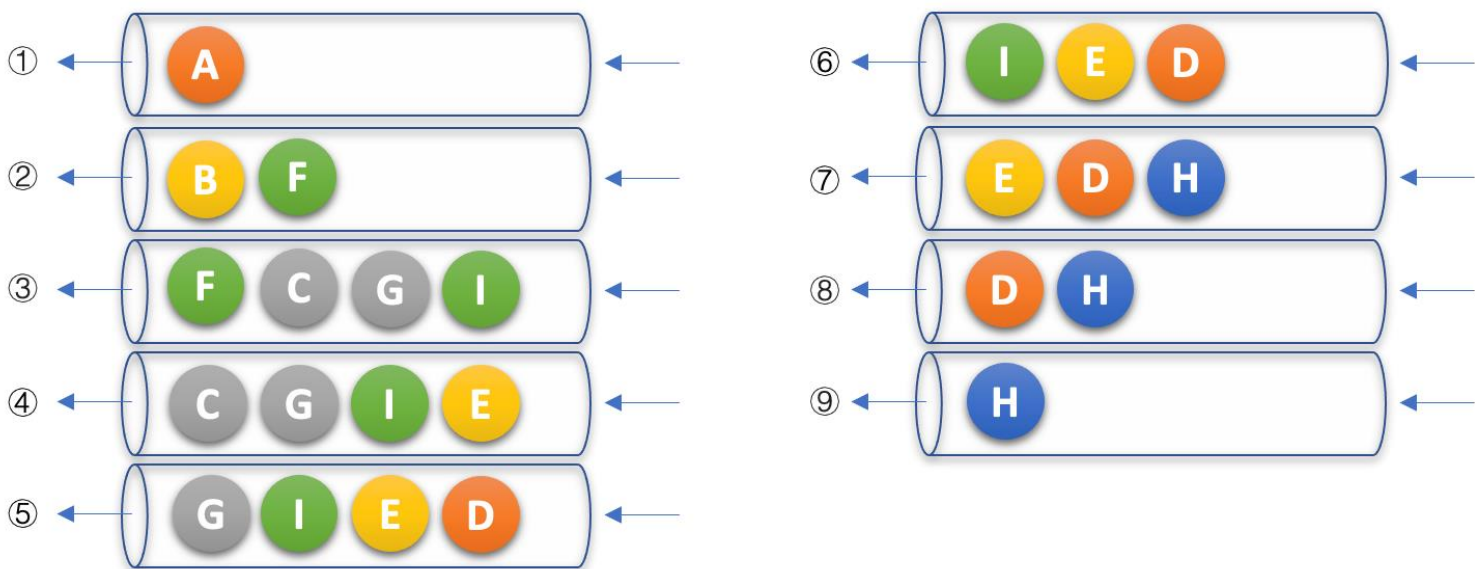 ① A
② B F
③ F C G I
④ C G I E
⑤ G I E D
⑥ I E D
⑦ E D H
⑧ D H
⑨ H